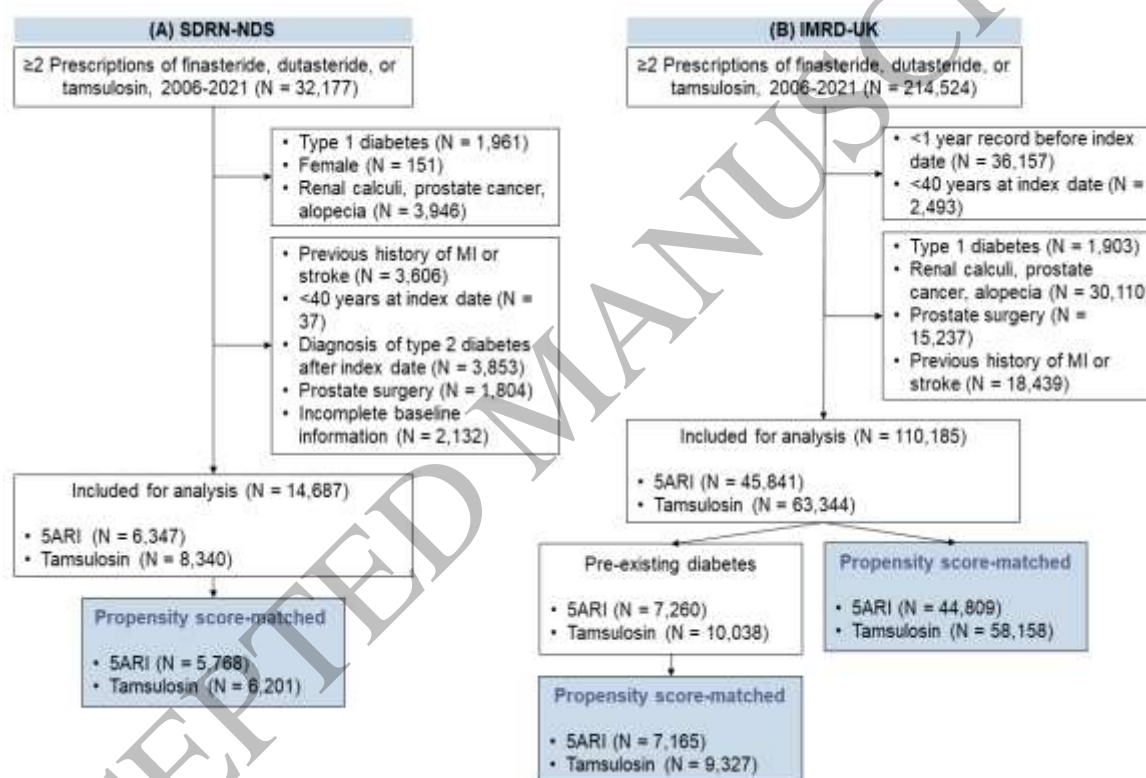 (A) SDRN-NDS
≥2 Prescriptions of finasteride, dutasteride, or
tamsulosin, 2006-2021 (N = 32,177)
• Type 1 diabetes (N = 1,961)
• Female (N = 151)
• Renal calculi, prostate cancer,
alopecia (N = 3,946)
• Previous history of MI or
stroke (N = 3,606)
• <40 years at index date (N =
37)
• Diagnosis of type 2 diabetes
after index date (N = 3,853)
• Prostate surgery (N = 1,804)
• Incomplete baseline
information (N = 2,132)
Included for analysis (N = 14,687)
• 5ARI (N = 6,347)
• Tamsulosin (N = 8,340)
Propensity score-matched
• 5ARI (N = 5,768)
• Tamsulosin (N = 6,201)
(B) IMRD-UK
≥2 Prescriptions of finasteride, dutasteride, or
tamsulosin, 2006-2021 (N = 214,524)
• <1 year record before index
date (N = 36,157)
• <40 years at index date (N =
2,493)
• Type 1 diabetes (N = 1,903)
• Renal calculi, prostate
cancer, alopecia (N = 30,110
• Prostate surgery (N =
15,237)
• Previous history of MI or
stroke (N = 18,439)
Included for analysis (N = 110,185)
• 5ARI (N = 45,841)
• Tamsulosin (N = 63,344)
Pre-existing diabetes
• 5ARI (N = 7,260)
• Tamsulosin (N = 10,038)
Propensity score-matched
• 5ARI (N = 44,809)
• Tamsulosin (N = 58,158)
Propensity score-matched
• 5ARI (N = 7,165)
• Tamsulosin (N = 9,327)
EPTED MANUSC